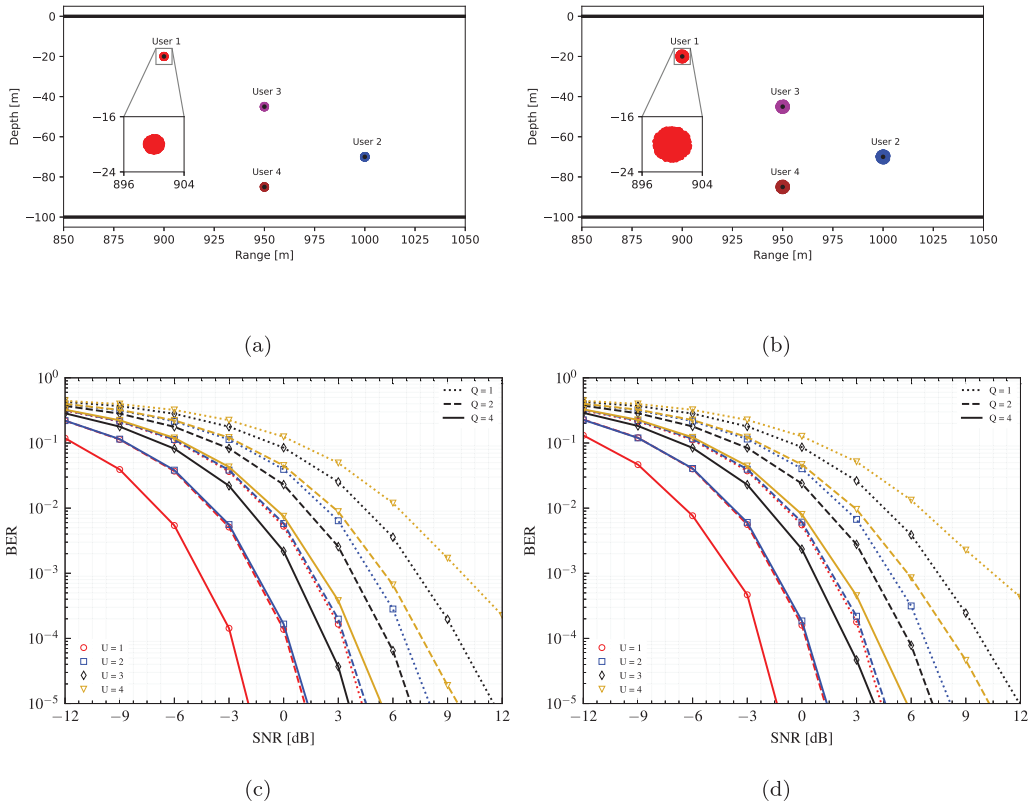 0
−20
−40
−60
−80
−100
Depth [m]
User 1
User 3
User 2
User 4
−16
−24
896
904
850
875
900
925
950
975
1000
1025
1050
Range [m]
(a)
0
−20
−40
−60
−80
−100
Depth [m]
User 1
User 3
User 2
User 4
−16
−24
896
904
850
875
900
925
950
975
1000
1025
1050
Range [m]
(b)
10⁰
10⁻¹
10⁻²
10⁻³
10⁻⁴
10⁻⁵
BER
Q = 1
Q = 2
Q = 4
U = 1
U = 2
U = 3
U = 4
−12
−9
−6
−3
0
3
6
9
12
SNR [dB]
(c)
10⁰
10⁻¹
10⁻²
10⁻³
10⁻⁴
10⁻⁵
BER
Q = 1
Q = 2
Q = 4
U = 1
U = 2
U = 3
U = 4
−12
−9
−6
−3
0
3
6
9
12
SNR [dB]
(d)